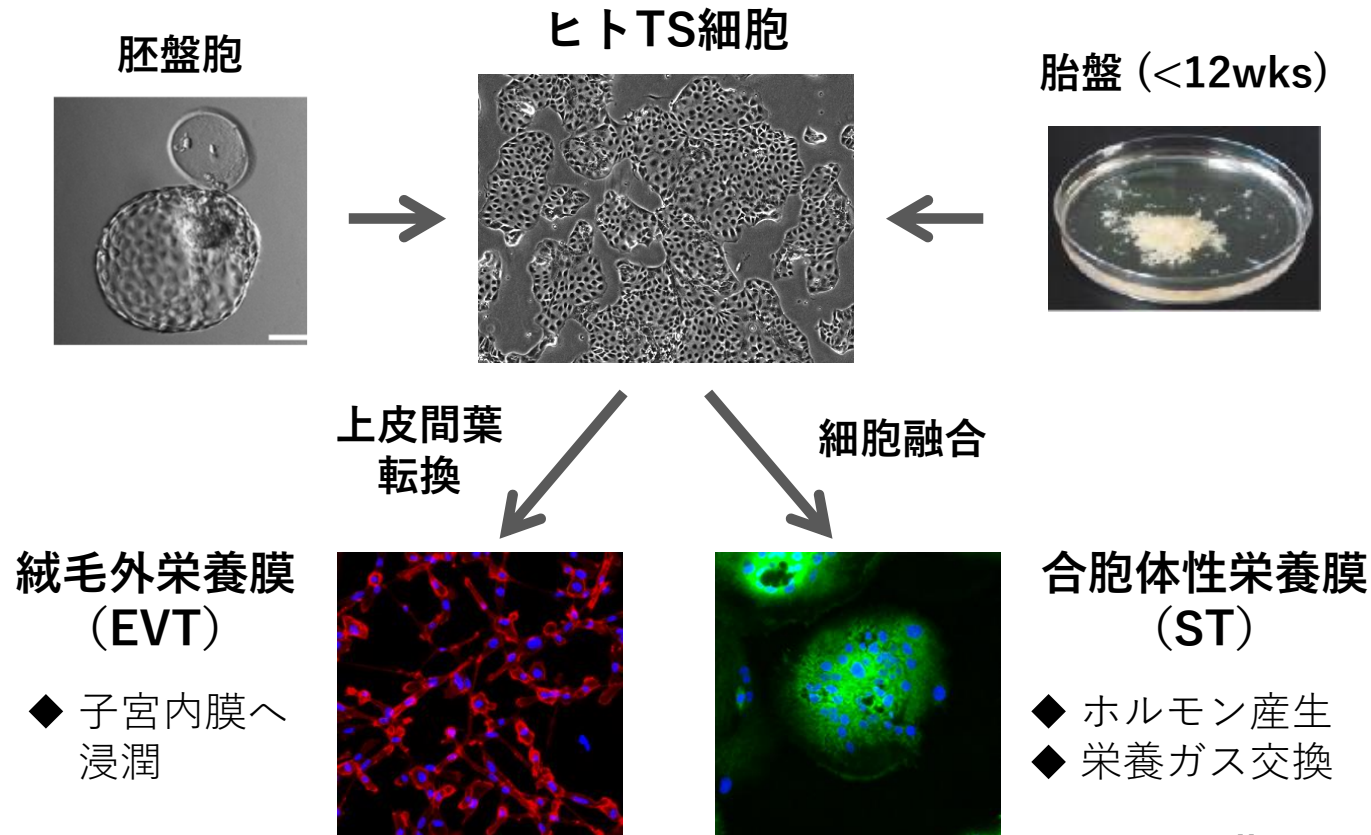 ヒトTS細胞
胚盤胞
胎盤 (<12wks)
上皮間葉
転換
細胞融合
絨毛外栄養膜
（EVT）
◆ 子宮内膜へ
浸潤
合胞体性栄養膜
（ST）
◆ ホルモン産生
◆ 栄養ガス交換